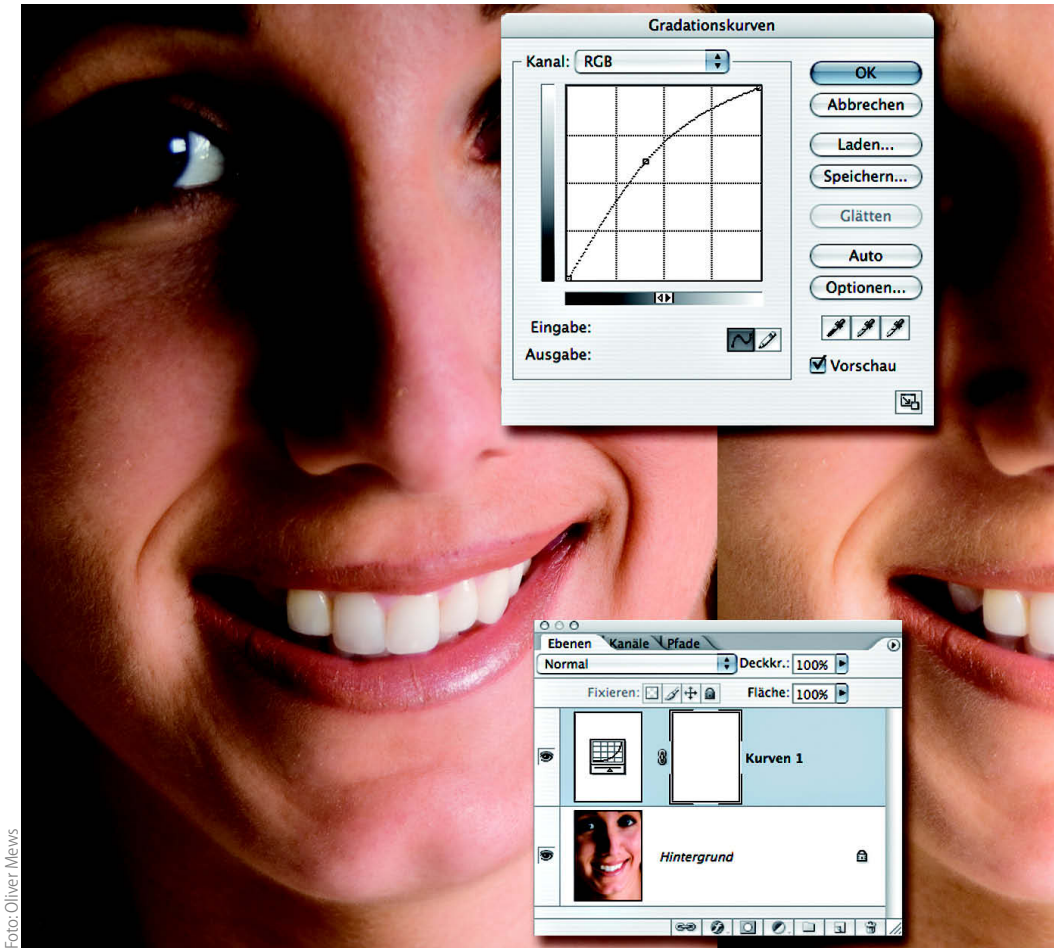 Gradationskurven
Kanal: RGB
OK
Abbrechen
Laden...
Speichern...
Glätten
Auto
Optionen...
Eingabe:
Ausgabe:
Vorschau
Ebenen Kanäle Pfade
Normal Deckkr.: 100%
Fixieren: Fläche: 100%
Kurven 1
Hintergrund
Foto: Oliver Mews